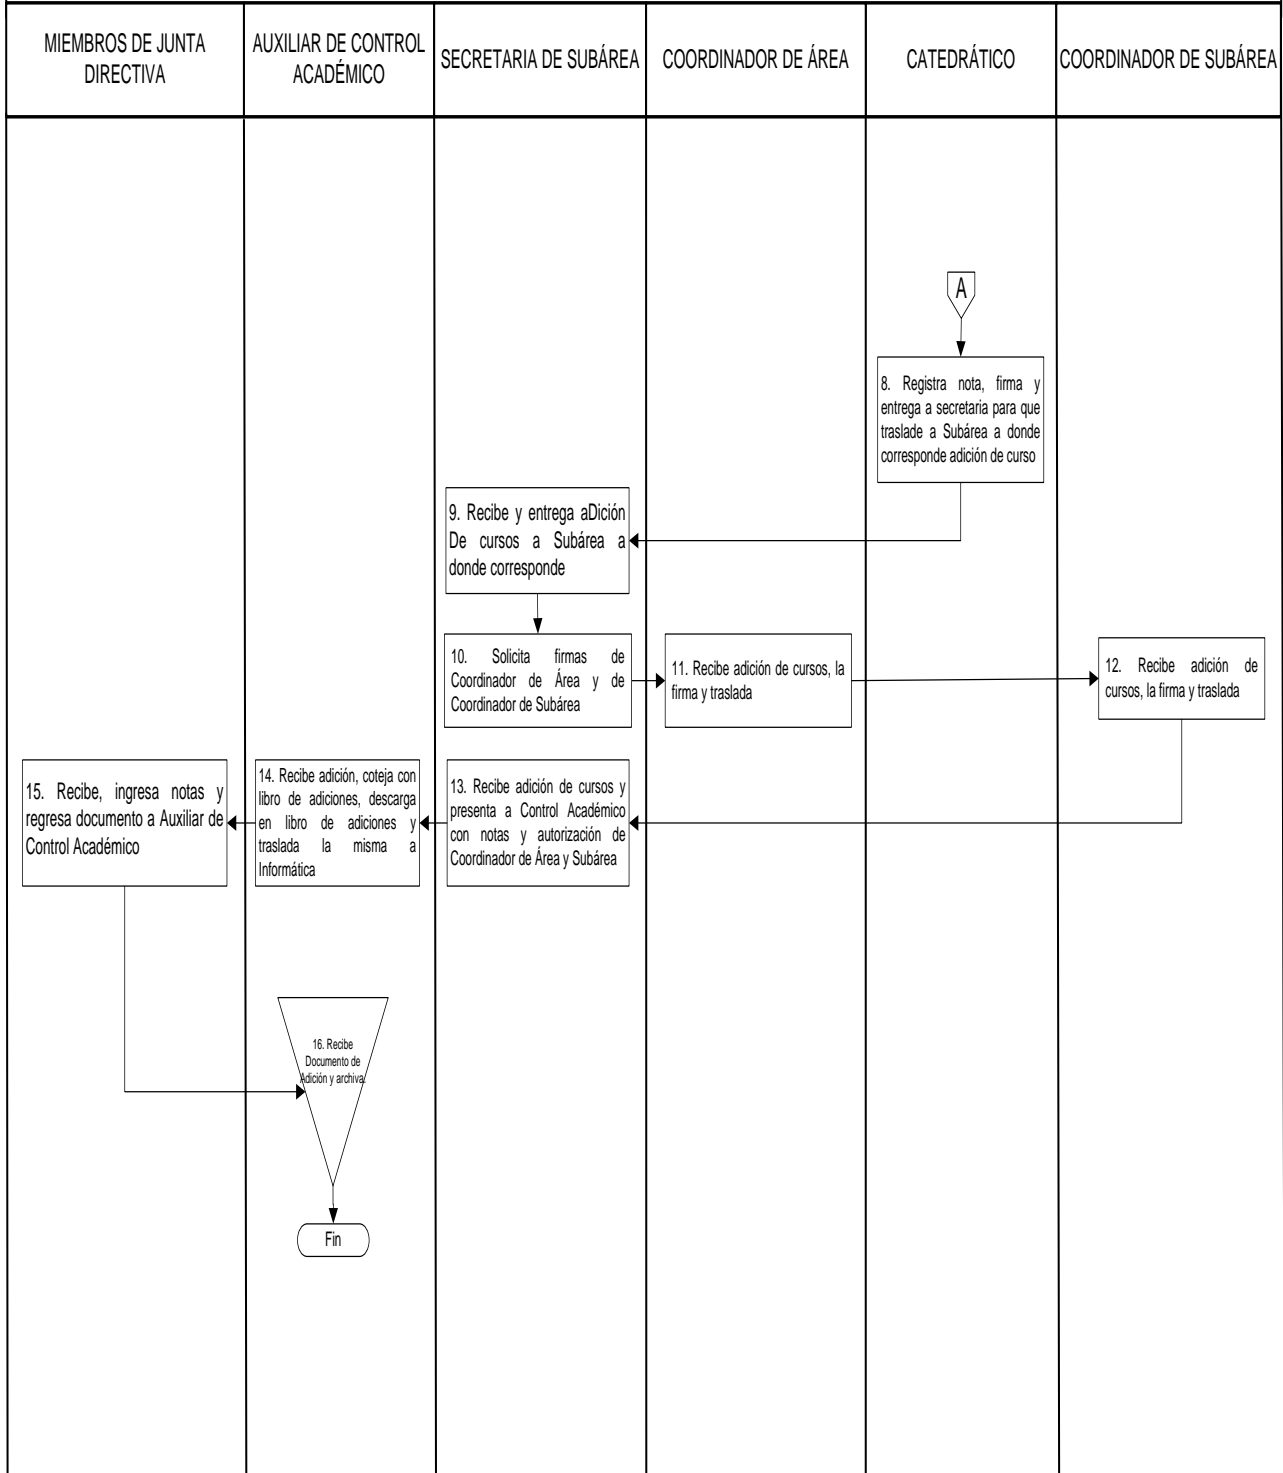 MIEMBROS DE JUNTA
DIRECTIVA
AUXILIAR DE CONTROL
ACADÉMICO
SECRETARIA DE SUBÁREA
COORDINADOR DE ÁREA
CATEDRÁTICO
COORDINADOR DE SUBÁREA
A
8. Registra nota, firma y
entrega a secretaria para que
traslade a Subárea a donde
corresponde adición de curso
9. Recibe y entrega aDición
De cursos a Subárea a
donde corresponde
10. Solicita firmas de
Coordinador de Área y de
Coordinador de Subárea
11. Recibe adición de cursos, la
firma y traslada
12. Recibe adición de
cursos, la firma y traslada
13. Recibe adición de cursos y
presenta a Control Académico
con notas y autorización de
Coordinador de Área y Subárea
14. Recibe adición, coteja con
libro de adiciones, descarga
en libro de adiciones y
traslada la misma a
Informática
15. Recibe, ingresa notas y
regresa documento a Auxiliar de
Control Académico
16. Recibe
Documento de
Adición y archiva.
Fin